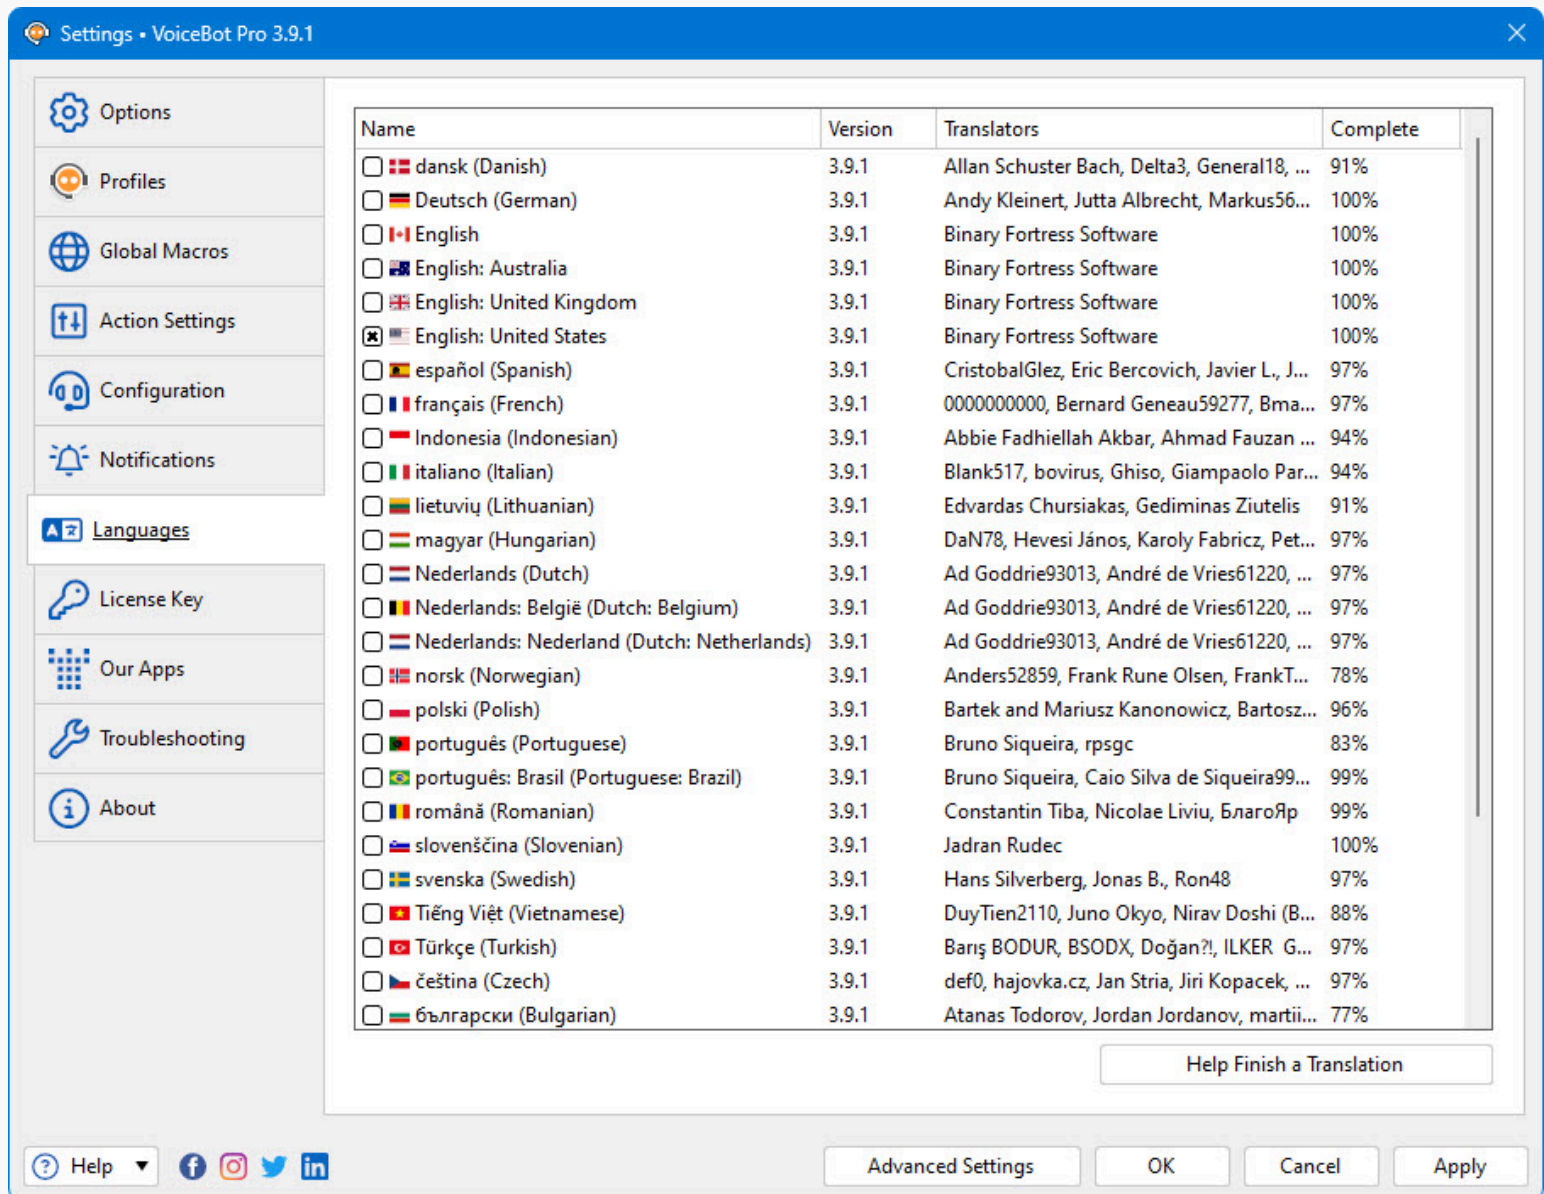 Settings • VoiceBot Pro 3.9.1
Options
Profiles
Global Macros
Action Settings
Configuration
Notifications
Languages
License Key
Our Apps
Troubleshooting
About
Name Version Translators Complete
dansk (Danish) 3.9.1 Allan Schuster Bach, Delta3, General18, ... 91%
Deutsch (German) 3.9.1 Andy Kleinert, Jutta Albrecht, Markus56... 100%
English 3.9.1 Binary Fortress Software 100%
English: Australia 3.9.1 Binary Fortress Software 100%
English: United Kingdom 3.9.1 Binary Fortress Software 100%
English: United States 3.9.1 Binary Fortress Software 100%
español (Spanish) 3.9.1 CristobalGlez, Eric Bercovich, Javier L., J... 97%
français (French) 3.9.1 0000000000, Bernard Geneau59277, Bma... 97%
Indonesia (Indonesian) 3.9.1 Abbie Fadhiellah Akbar, Ahmad Fauzan ... 94%
italiano (Italian) 3.9.1 Blank517, bovirus, Ghiso, Giampaolo Par... 94%
lietuvių (Lithuanian) 3.9.1 Edvardas Chursiakas, Gediminas Ziutelis 91%
magyar (Hungarian) 3.9.1 DaN78, Hevesi János, Karoly Fabricz, Pet... 97%
Nederlands (Dutch) 3.9.1 Ad Goddrie93013, André de Vries61220, ... 97%
Nederlands: België (Dutch: Belgium) 3.9.1 Ad Goddrie93013, André de Vries61220, ... 97%
Nederlands: Nederland (Dutch: Netherlands) 3.9.1 Ad Goddrie93013, André de Vries61220, ... 97%
norsk (Norwegian) 3.9.1 Anders52859, Frank Rune Olsen, FrankT... 78%
polski (Polish) 3.9.1 Bartek and Mariusz Kanonowicz, Bartosz... 96%
português (Portuguese) 3.9.1 Bruno Siqueira, rpsgc 83%
português: Brasil (Portuguese: Brazil) 3.9.1 Bruno Siqueira, Caio Silva de Siqueira99... 99%
română (Romanian) 3.9.1 Constantin Tiba, Nicolae Liviu, БлагоЯр 99%
slovenščina (Slovenian) 3.9.1 Jadran Rudec 100%
svenska (Swedish) 3.9.1 Hans Silverberg, Jonas B., Ron48 97%
Tiếng Việt (Vietnamese) 3.9.1 DuyTien2110, Juno Okyo, Nirav Doshi (B... 88%
Türkçe (Turkish) 3.9.1 Barış BODUR, BSODX, Doğan?!, ILKER G... 97%
čeština (Czech) 3.9.1 def0, hajovka.cz, Jan Stria, Jiri Kopacek, ... 97%
български (Bulgarian) 3.9.1 Atanas Todorov, Jordan Jordanov, martii... 77%
Help Finish a Translation
Help Advanced Settings OK Cancel Apply